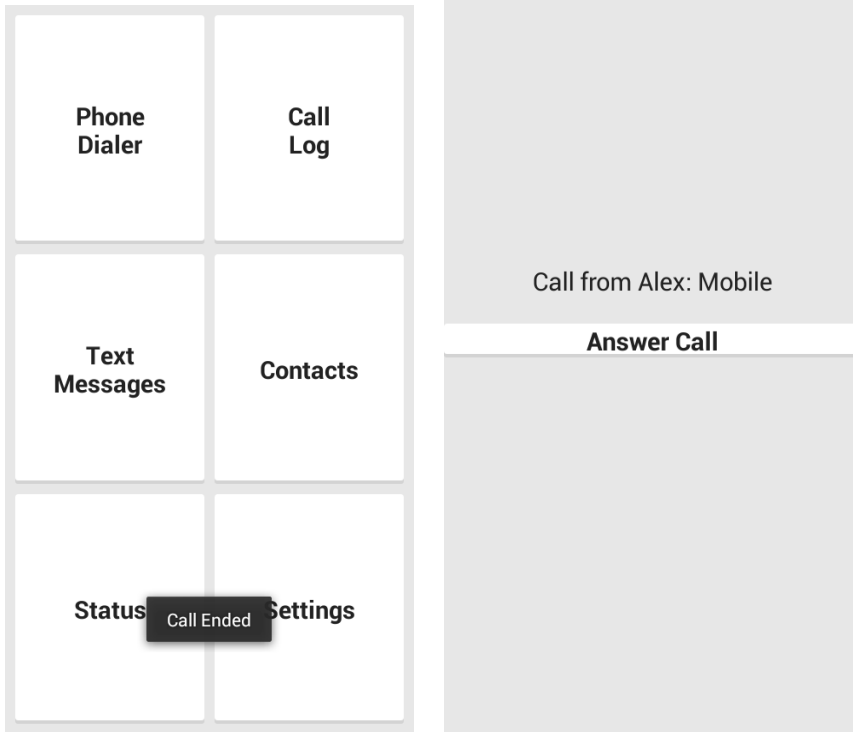 Phone
Dialer
Call
Log
Text
Messages
Contacts
Status
Settings
Call Ended
Call from Alex: Mobile
Answer Call